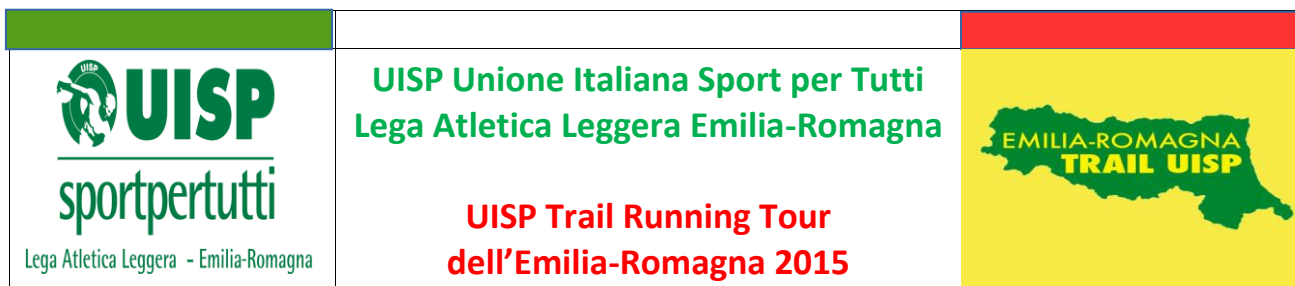 UISP
UISP
sportpertutti
Lega Atletica Leggera - Emilia-Romagna
UISP Unione Italiana Sport per Tutti
Lega Atletica Leggera Emilia-Romagna
UISP Trail Running Tour
dell’Emilia-Romagna 2015
EMILIA-ROMAGNA
TRAIL UISP